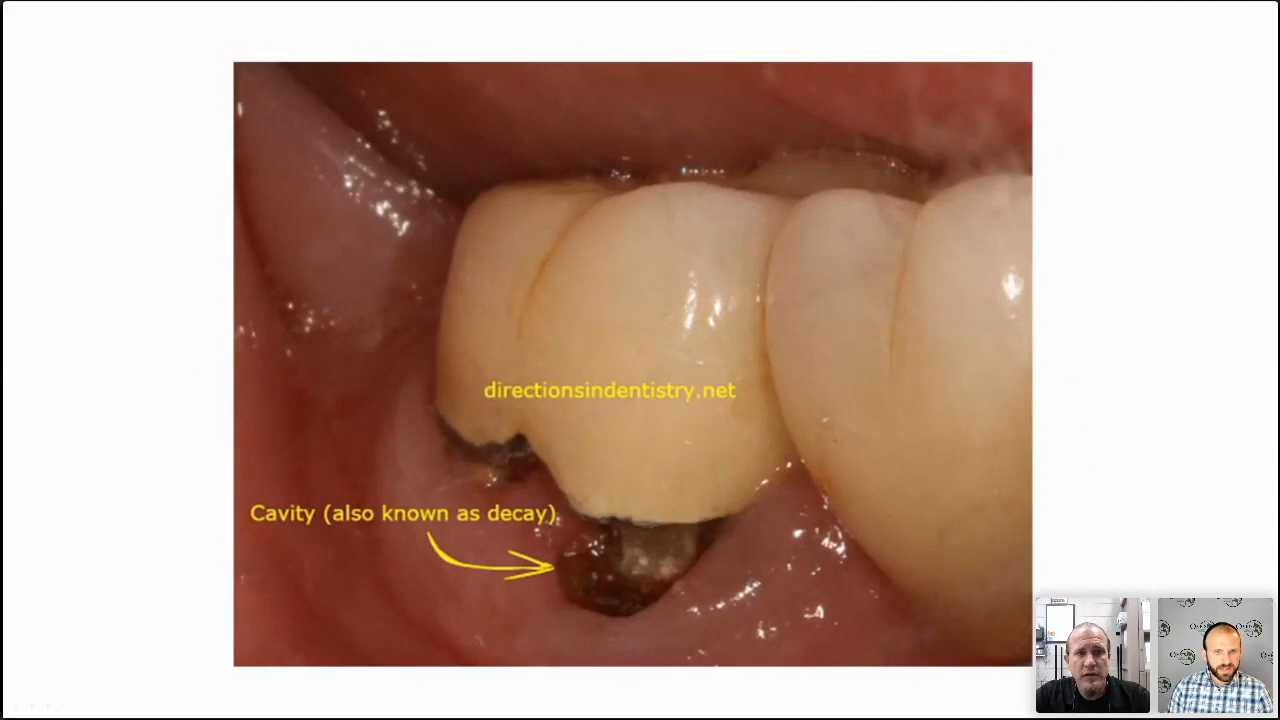 directionsindentistry.net
Cavity (also known as decay)